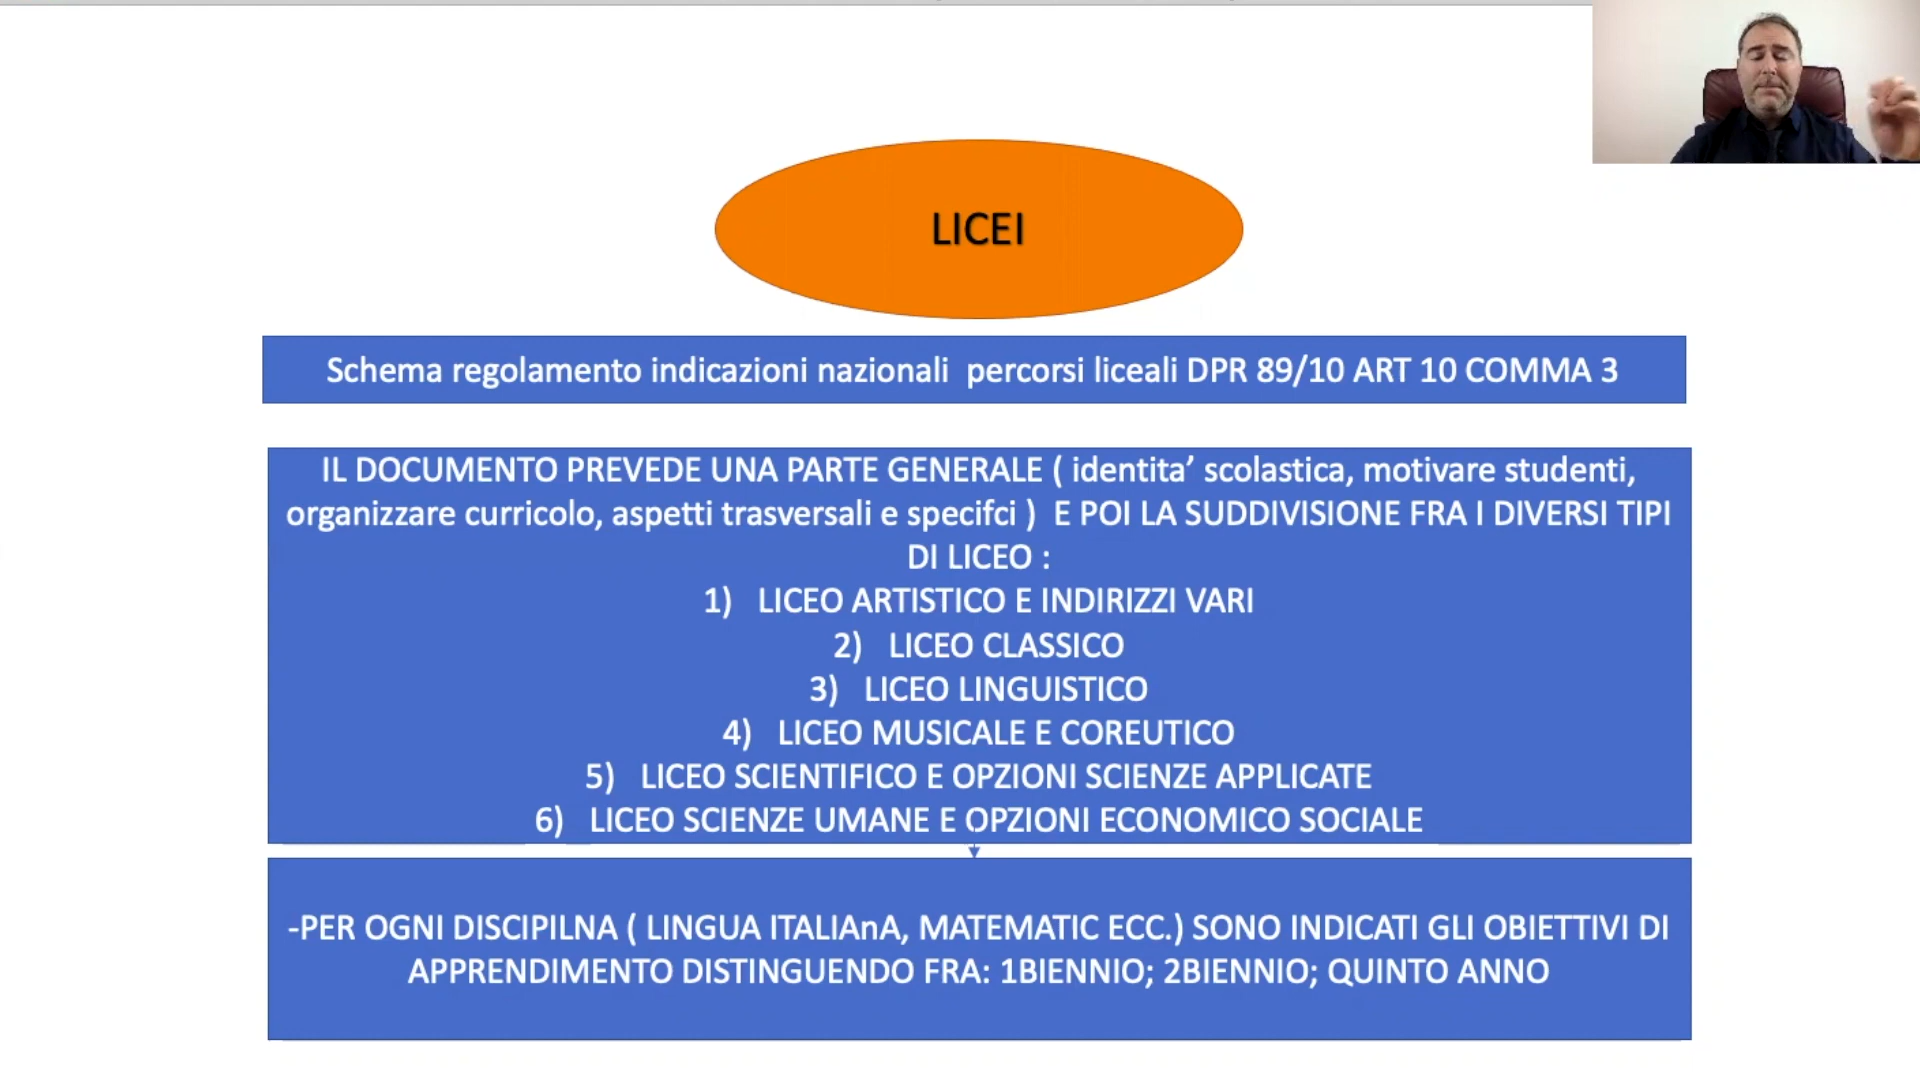 LICEI
Schema regolamento indicazioni nazionali  percorsi liceali DPR 89/10 ART 10 COMMA 3
IL DOCUMENTO PREVEDE UNA PARTE GENERALE ( identita’ scolastica, motivare studenti,
organizzare curricolo, aspetti trasversali e specifci )  E POI LA SUDDIVISIONE FRA I DIVERSI TIPI
DI LICEO :
1)   LICEO ARTISTICO E INDIRIZZI VARI
2)   LICEO CLASSICO
3)   LICEO LINGUISTICO
4)   LICEO MUSICALE E COREUTICO
5)   LICEO SCIENTIFICO E OPZIONI SCIENZE APPLICATE
6)   LICEO SCIENZE UMANE E OPZIONI ECONOMICO SOCIALE
-PER OGNI DISCIPILNA ( LINGUA ITALIAnA, MATEMATIC ECC.) SONO INDICATI GLI OBIETTIVI DI
APPRENDIMENTO DISTINGUENDO FRA: 1BIENNIO; 2BIENNIO; QUINTO ANNO